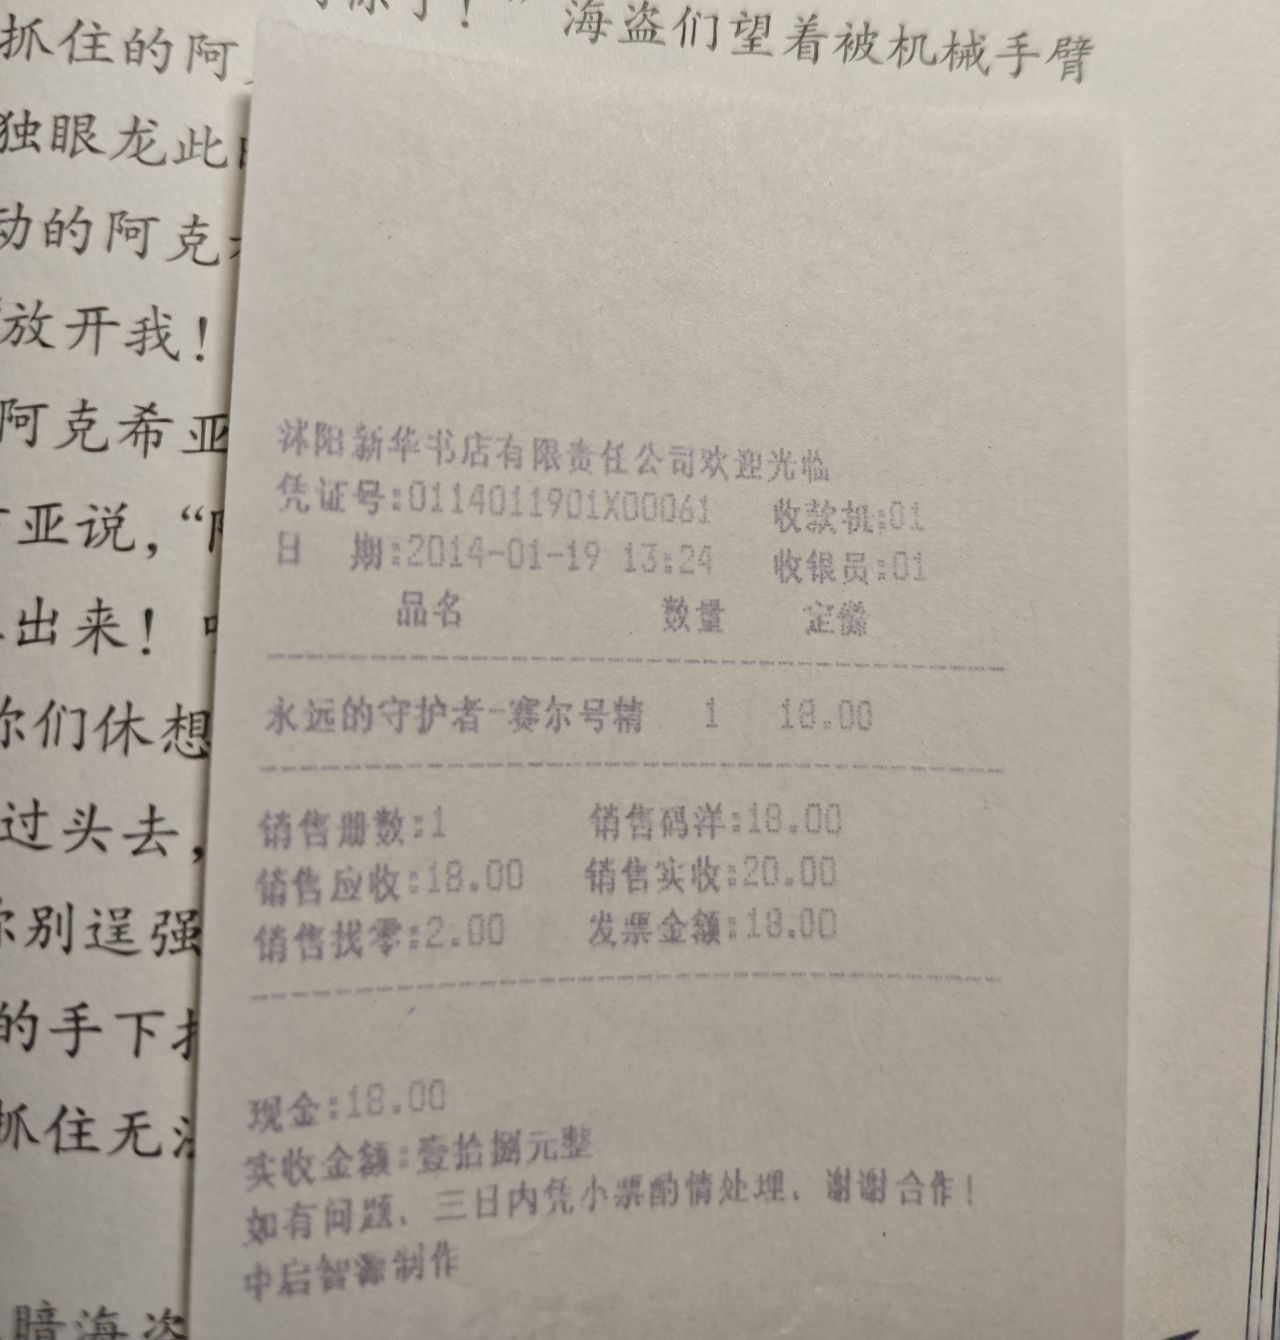 海盗们望着被机械手臂
抓住的阿
独眼龙此
动的阿克
放开我！
阿克希亚
亚说，“
出来！
你们休想
过头去，
你别逞强
的手下
抓住无
暗海盗
沭阳新华书店有限责任公司欢迎光临
凭证号:0114011901X00061 收款机:01
日 期:2014-01-19 13:24 收银员:01
品名 数量 定价
永远的守护者-赛尔号精 1 18.00
销售册数:1 销售码洋:18.00
销售应收:18.00 销售实收:20.00
销售找零:2.00 发票金额:18.00
现金:18.00
实收金额:壹拾捌元整
如有问题，三日内凭小票酌情处理，谢谢合作！
中启智源制作